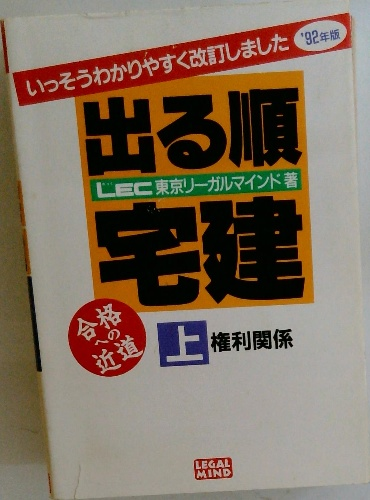 いっそうわかりやすく改訂しました
'92年版
出る順
LEC東京リーガルマインド著
宅建
合格
への
近道
上 権利関係
LEGAL
MIND